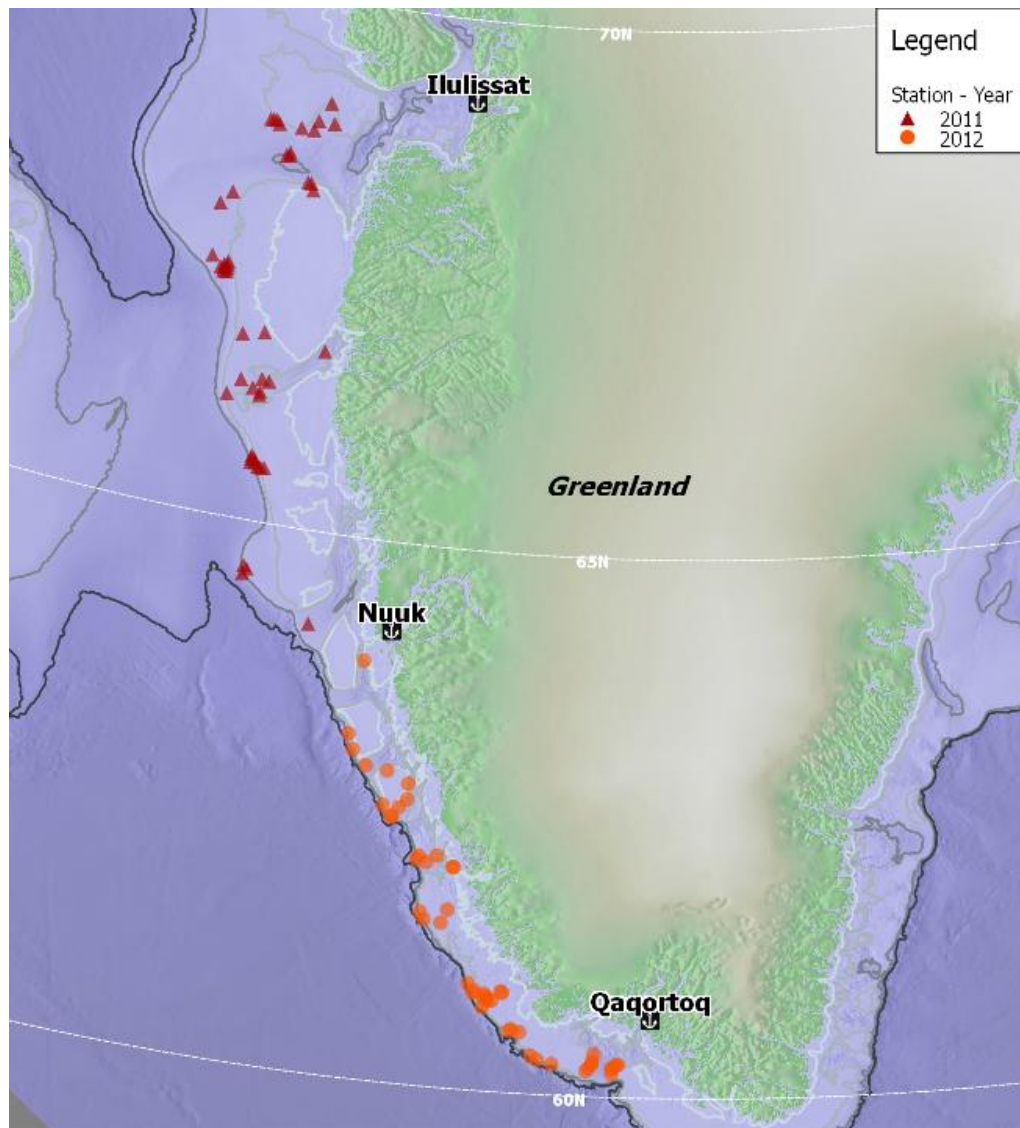 70N
Legend
Ilulissat
Station - Year
2011
2012
Greenland
65N
Nuuk
Qaqortoq
60N